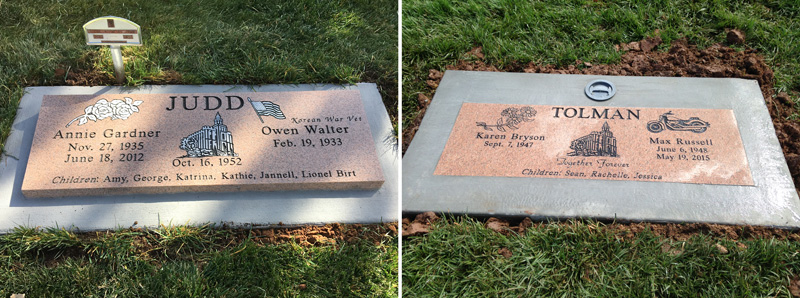 JUDD
Korean War Vet
Annie Gardner
Nov. 27, 1935
June 18, 2012
Oct. 16, 1952
Owen Walter
Feb. 19, 1933
Children: Amy, George, Katrina, Kathie, Jannell, Lionel Birt
TOLMAN
Karen Bryson
Sept. 7, 1947
Together Forever
Max Russell
June 6, 1948
May 19, 2015
Children: Sean, Rachelle, Jessica